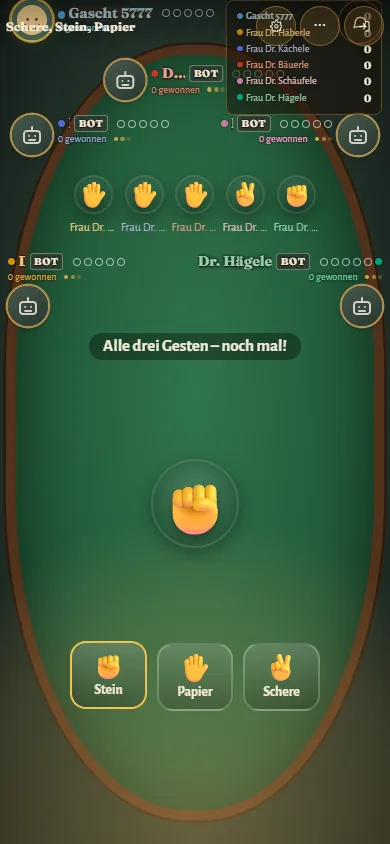 Gascht 5777
Schere, Stein, Papier
Gascht 5777 0
Frau Dr. Häberle 0
Frau Dr. Kächele 0
Frau Dr. Bäuerle 0
Frau Dr. Schäufele 0
Frau Dr. Hägele 0
D... BOT
0 gewonnen
BOT
0 gewonnen
BOT
0 gewonnen
Frau Dr. ... Frau Dr. ... Frau Dr. ... Frau Dr. ... Frau Dr. ...
BOT
0 gewonnen
Dr. Hägele BOT
0 gewonnen
Alle drei Gesten – noch mal!
Stein
Papier
Schere